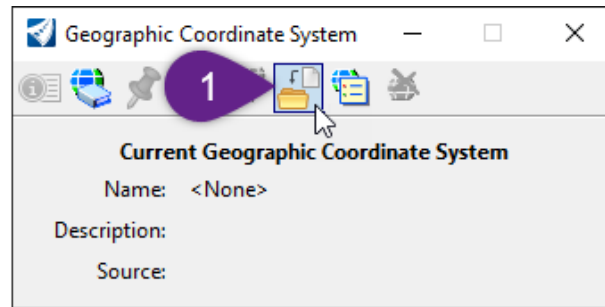 Geographic Coordinate System
1
Current Geographic Coordinate System
Name: <None>
Description:
Source: